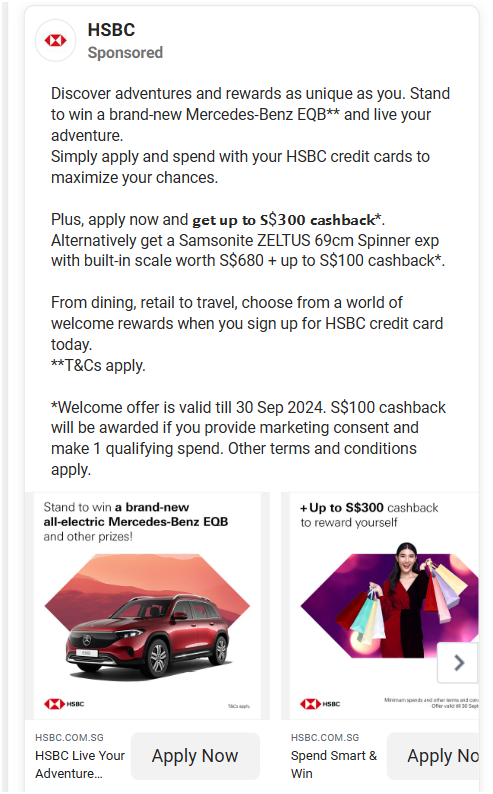 HSBC
Sponsored
Discover adventures and rewards as unique as you. Stand
to win a brand-new Mercedes-Benz EQB** and live your
adventure.
Simply apply and spend with your HSBC credit cards to
maximize your chances.
Plus, apply now and get up to S$300 cashback*.
Alternatively get a Samsonite ZELTUS 69cm Spinner exp
with built-in scale worth S$680 + up to S$100 cashback*.
From dining, retail to travel, choose from a world of
welcome rewards when you sign up for HSBC credit card
today.
**T&Cs apply.
*Welcome offer is valid till 30 Sep 2024. S$100 cashback
will be awarded if you provide marketing consent and
make 1 qualifying spend. Other terms and conditions
apply.
Stand to win a brand-new
all-electric Mercedes-Benz EQB
and other prizes!
HSBC
HSBC
T&Cs apply.
+Up to S$300 cashback
to reward yourself
HSBC
Minimum spends and other terms and con
Offer valid till 30 Sept
HSBC.COM.SG
HSBC Live Your
Adventure...
Apply Now
HSBC.COM.SG
Spend Smart &
Win
Apply No